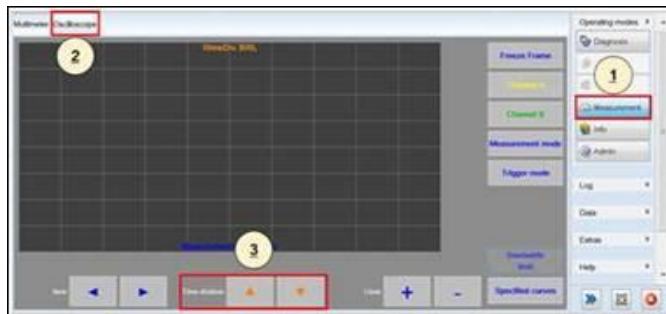 Multimeter Oscilloscope
2
Freeze Frame
Channel B
Measurement mode
Trigger mode
3
Time division
+
-
Specified curves
Operating modes
Diagnosis
1
Measurement
Info
Admin
Log
Data
Extras
Help